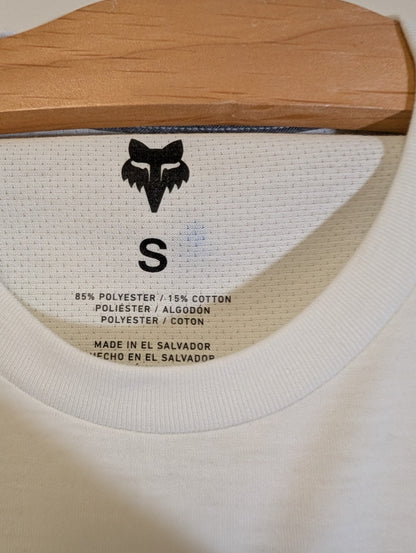 S
85% POLYESTER / 15% COTTON
POLIÉSTER / ALGODÓN
POLYESTER / COTON
MADE IN EL SALVADOR
HECHO EN EL SALVADOR